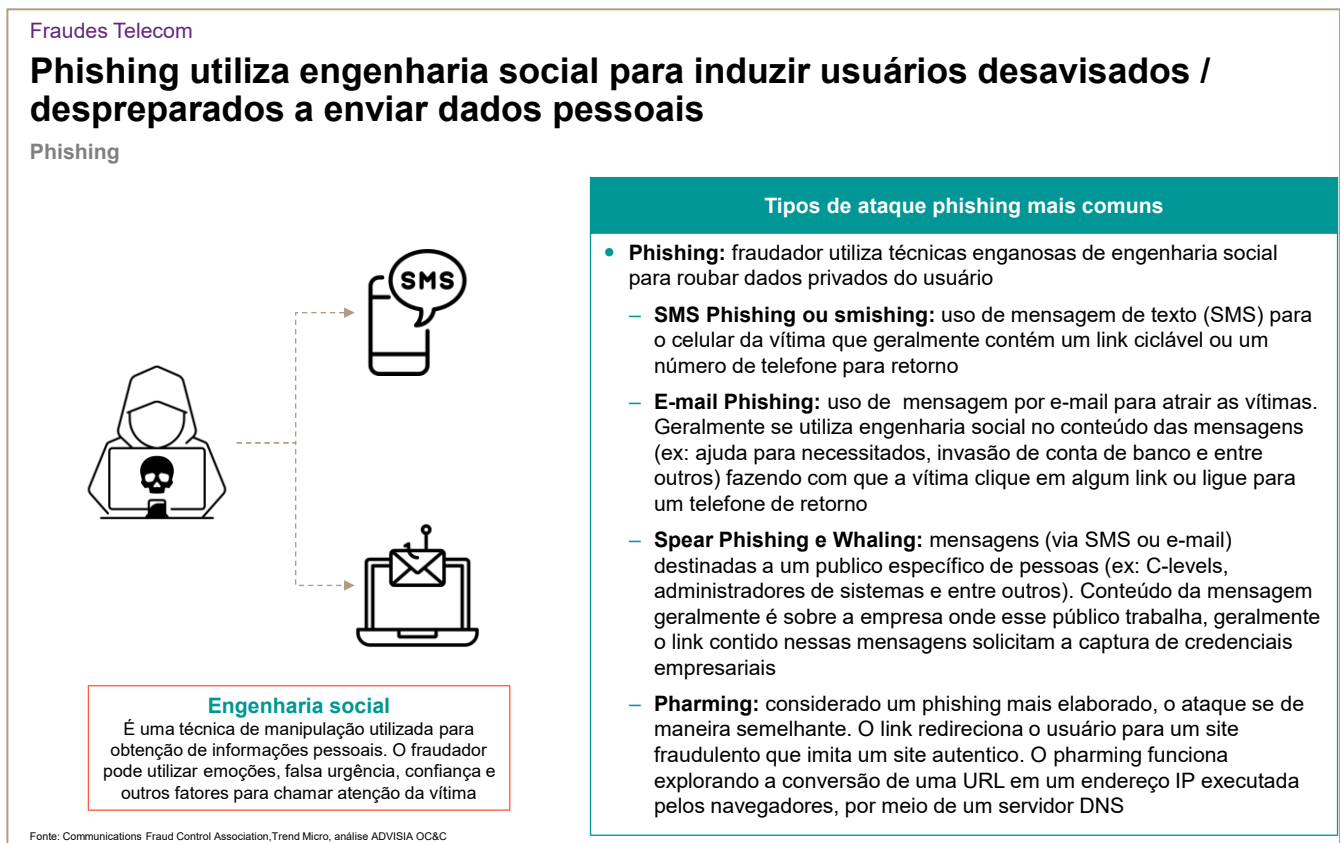 Fraudes Telecom
Phishing utiliza engenharia social para induzir usuários desavisados /
despreparados a enviar dados pessoais
Phishing
SMS
Engenharia social
É uma técnica de manipulação utilizada para
obtenção de informações pessoais. O fraudador
pode utilizar emoções, falsa urgência, confiança e
outros fatores para chamar atenção da vítima
Tipos de ataque phishing mais comuns
• Phishing: fraudador utiliza técnicas enganosas de engenharia social
para roubar dados privados do usuário
– SMS Phishing ou smishing: uso de mensagem de texto (SMS) para
o celular da vítima que geralmente contém um link ciclável ou um
número de telefone para retorno
– E-mail Phishing: uso de mensagem por e-mail para atrair as vítimas.
Geralmente se utiliza engenharia social no conteúdo das mensagens
(ex: ajuda para necessitados, invasão de conta de banco e entre
outros) fazendo com que a vítima clique em algum link ou ligue para
um telefone de retorno
– Spear Phishing e Whaling: mensagens (via SMS ou e-mail)
destinadas a um publico específico de pessoas (ex: C-levels,
administradores de sistemas e entre outros). Conteúdo da mensagem
geralmente é sobre a empresa onde esse público trabalha, geralmente
o link contido nessas mensagens solicitam a captura de credenciais
empresariais
– Pharming: considerado um phishing mais elaborado, o ataque se de
maneira semelhante. O link redireciona o usuário para um site
fraudulento que imita um site autentico. O pharming funciona
explorando a conversão de uma URL em um endereço IP executada
pelos navegadores, por meio de um servidor DNS
Fonte: Communications Fraud Control Association,Trend Micro, análise ADVISIA OC&C